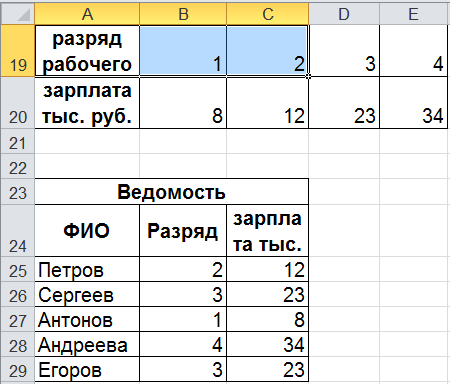 A B C D E
19 разряд
рабочего 1 2 3 4
20 зарплата
тыс. руб. 8 12 23 34
21
22
23 Ведомость
24 ФИО Разряд зарпла
та тыс.
25 Петров 2 12
26 Сергеев 3 23
27 Антонов 1 8
28 Андреева 4 34
29 Егоров 3 23